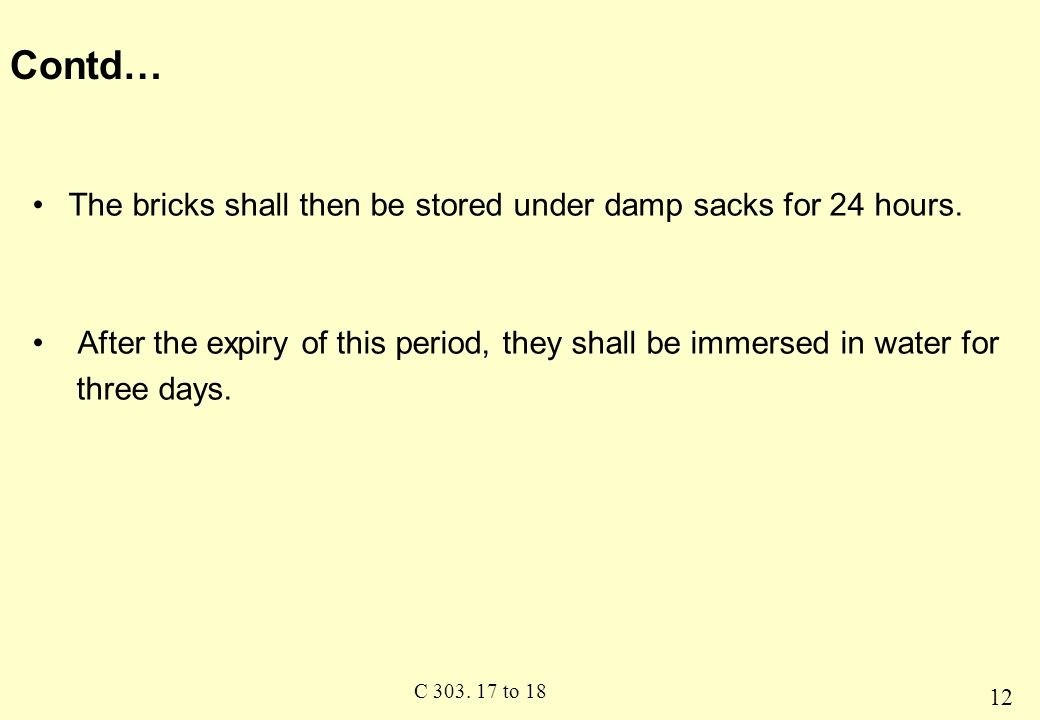 Contd…
• The bricks shall then be stored under damp sacks for 24 hours.
• After the expiry of this period, they shall be immersed in water for
three days.
C 303. 17 to 18
12